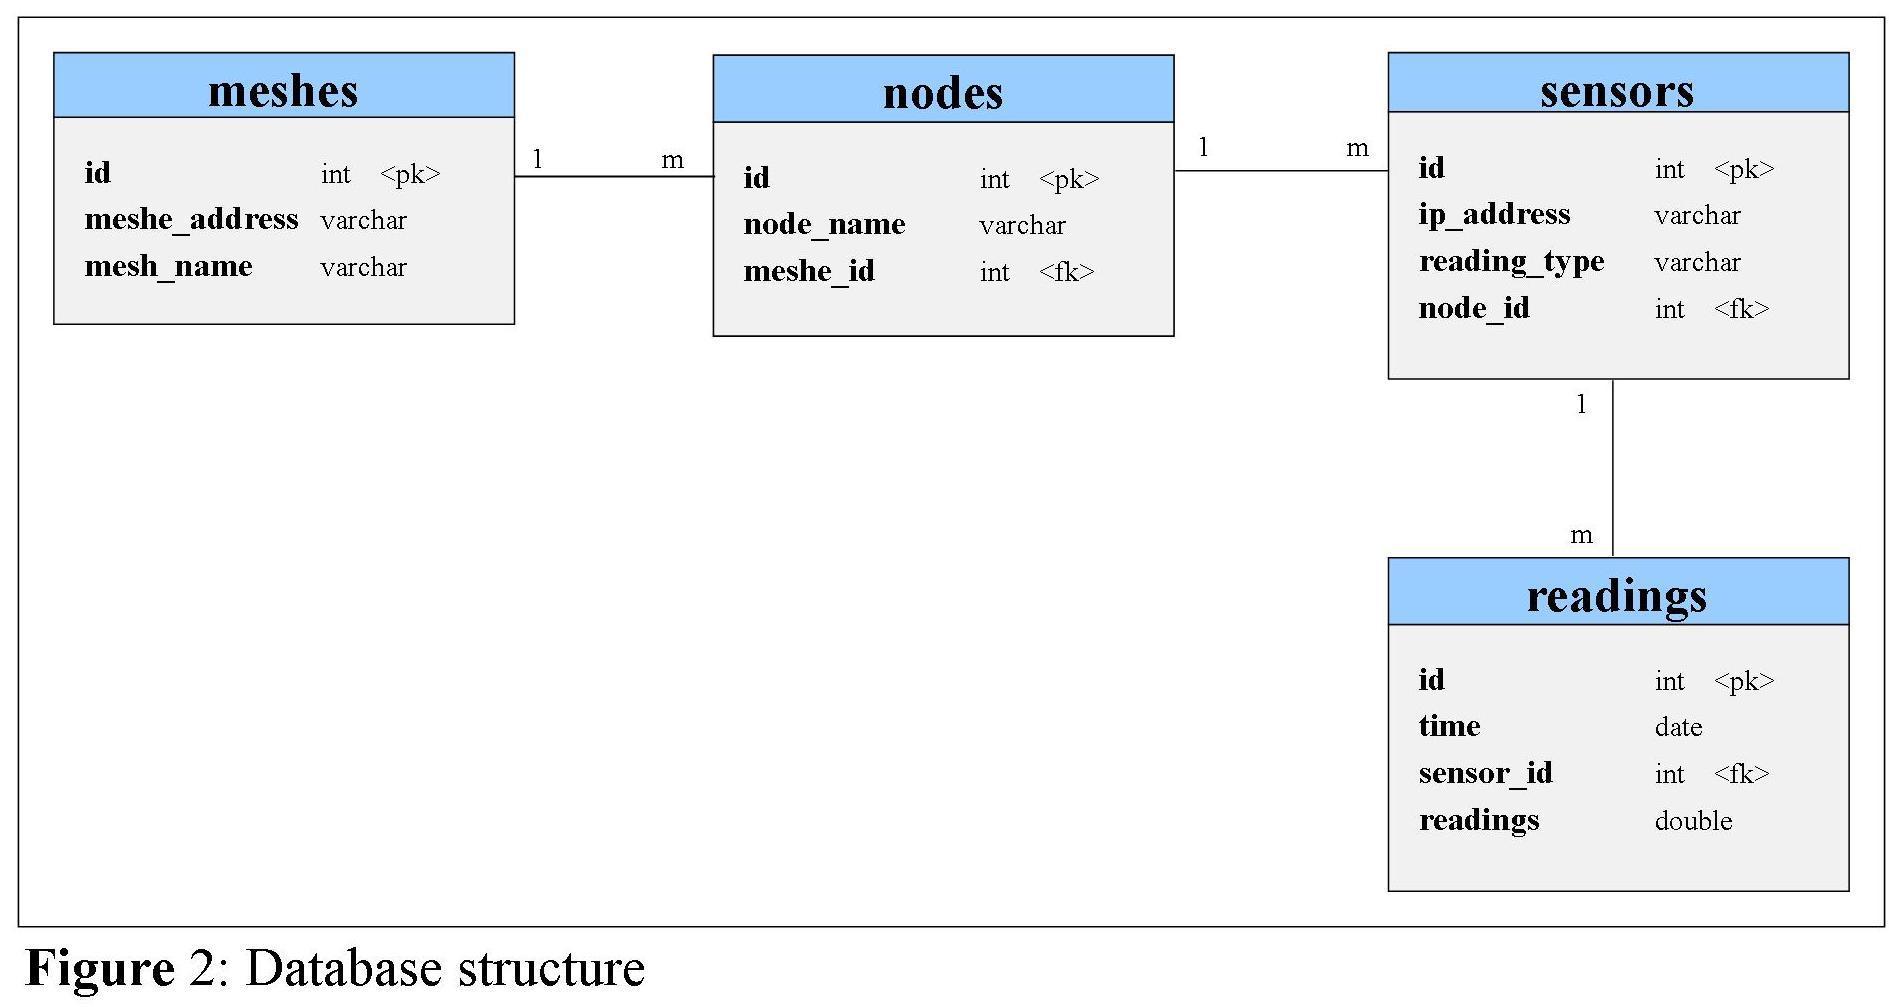 meshes
id int <pk>
meshe_address varchar
mesh_name varchar
1 m
nodes
id int <pk>
node_name varchar
meshe_id int <fk>
1 m
sensors
id int <pk>
ip_address varchar
reading_type varchar
node_id int <fk>
1
m
readings
id int <pk>
time date
sensor_id int <fk>
readings double
Figure 2: Database structure